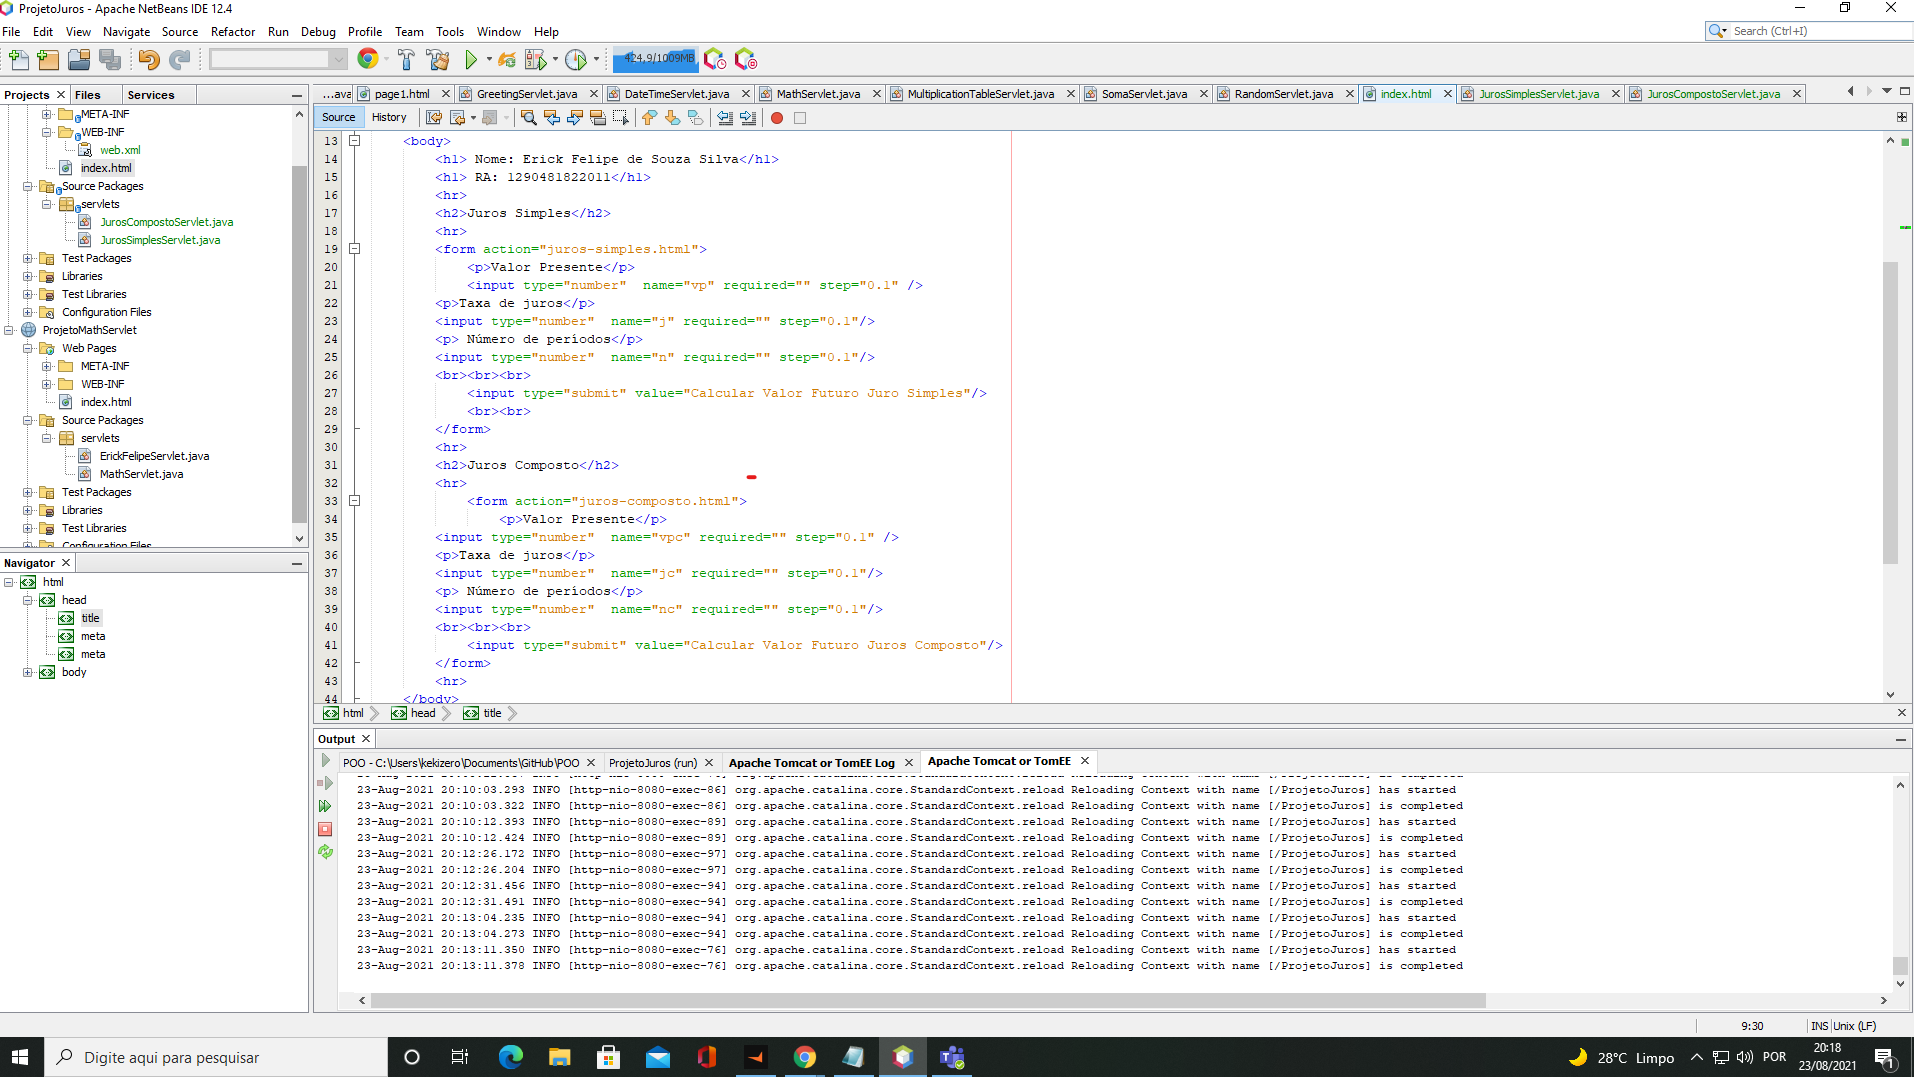 ProjetoJuros - Apache NetBeans IDE 12.4
File Edit View Navigate Source Refactor Run Debug Profile Team Tools Window Help
Search (Ctrl+I)
424,9/1009MB
Projects Files Services
META-INF
WEB-INF
web.xml
index.html
Source Packages
servlets
JurosCompostoServlet.java
JurosSimplesServlet.java
Test Packages
Libraries
Test Libraries
Configuration Files
ProjetoMathServlet
Web Pages
META-INF
WEB-INF
index.html
Source Packages
servlets
ErickFelipeServlet.java
MathServlet.java
Test Packages
Libraries
Test Libraries
Configuration Files
Navigator
html
head
title
meta
meta
body
...ava page1.html GreetingServlet.java DateTimeServlet.java MathServlet.java MultiplicationTableServlet.java SomaServlet.java RandomServlet.java index.html JurosSimplesServlet.java JurosCompostoServlet.java
Source History
13 <body>
14 <h1> Nome: Erick Felipe de Souza Silva</h1>
15 <h1> RA: 1290481822011</h1>
16 <hr>
17 <h2>Juros Simples</h2>
18 <hr>
19 <form action="juros-simples.html">
20 <p>Valor Presente</p>
21 <input type="number"  name="vp" required="" step="0.1" />
22 <p>Taxa de juros</p>
23 <input type="number"  name="j" required="" step="0.1"/>
24 <p> Número de períodos</p>
25 <input type="number"  name="n" required="" step="0.1"/>
26 <br><br><br>
27 <input type="submit" value="Calcular Valor Futuro Juro Simples"/>
28 <br><br>
29 </form>
30 <hr>
31 <h2>Juros Composto</h2>
32 <hr>
33 <form action="juros-composto.html">
34 <p>Valor Presente</p>
35 <input type="number"  name="vpc" required="" step="0.1" />
36 <p>Taxa de juros</p>
37 <input type="number"  name="jc" required="" step="0.1"/>
38 <p> Número de períodos</p>
39 <input type="number"  name="nc" required="" step="0.1"/>
40 <br><br><br>
41 <input type="submit" value="Calcular Valor Futuro Juros Composto"/>
42 </form>
43 <hr>
44 </body>
html head title
Output
POO - C:\Users\kekizero\Documents\GitHub\POO ProjetoJuros (run) Apache Tomcat or TomEE Log Apache Tomcat or TomEE
23-Aug-2021 20:10:03.293 INFO [http-nio-8080-exec-86] org.apache.catalina.core.StandardContext.reload Reloading Context with name [/ProjetoJuros] has started
23-Aug-2021 20:10:03.322 INFO [http-nio-8080-exec-86] org.apache.catalina.core.StandardContext.reload Reloading Context with name [/ProjetoJuros] is completed
23-Aug-2021 20:10:12.393 INFO [http-nio-8080-exec-89] org.apache.catalina.core.StandardContext.reload Reloading Context with name [/ProjetoJuros] has started
23-Aug-2021 20:10:12.424 INFO [http-nio-8080-exec-89] org.apache.catalina.core.StandardContext.reload Reloading Context with name [/ProjetoJuros] is completed
23-Aug-2021 20:12:26.172 INFO [http-nio-8080-exec-97] org.apache.catalina.core.StandardContext.reload Reloading Context with name [/ProjetoJuros] has started
23-Aug-2021 20:12:26.204 INFO [http-nio-8080-exec-97] org.apache.catalina.core.StandardContext.reload Reloading Context with name [/ProjetoJuros] is completed
23-Aug-2021 20:12:31.456 INFO [http-nio-8080-exec-94] org.apache.catalina.core.StandardContext.reload Reloading Context with name [/ProjetoJuros] has started
23-Aug-2021 20:12:31.491 INFO [http-nio-8080-exec-94] org.apache.catalina.core.StandardContext.reload Reloading Context with name [/ProjetoJuros] is completed
23-Aug-2021 20:13:04.235 INFO [http-nio-8080-exec-94] org.apache.catalina.core.StandardContext.reload Reloading Context with name [/ProjetoJuros] has started
23-Aug-2021 20:13:04.273 INFO [http-nio-8080-exec-94] org.apache.catalina.core.StandardContext.reload Reloading Context with name [/ProjetoJuros] is completed
23-Aug-2021 20:13:11.350 INFO [http-nio-8080-exec-76] org.apache.catalina.core.StandardContext.reload Reloading Context with name [/ProjetoJuros] has started
23-Aug-2021 20:13:11.378 INFO [http-nio-8080-exec-76] org.apache.catalina.core.StandardContext.reload Reloading Context with name [/ProjetoJuros] is completed
9:30 INS Unix (LF)
Digite aqui para pesquisar
28°C Limpo POR 20:18
23/08/2021
1